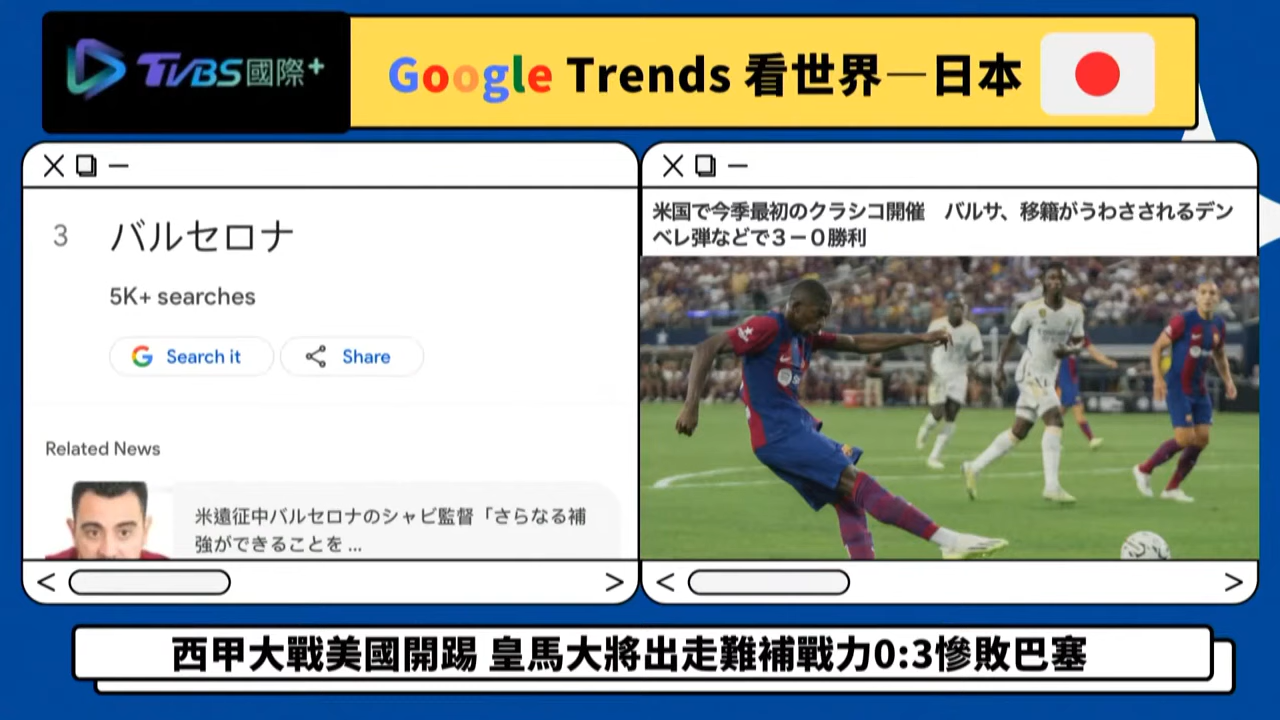 TVBS國際+
Google Trends 看世界—日本
3 バルセロナ
5K+ searches
Search it
Share
Related News
米遠征中バルセロナのシャビ監督「さらなる補
強ができることを ...
米国で今季最初のクラシコ開催　バルサ、移籍がうわさされるデン
ベレ弾などで３－０勝利
西甲大戰美國開踢 皇馬大將出走難補戰力0:3慘敗巴塞